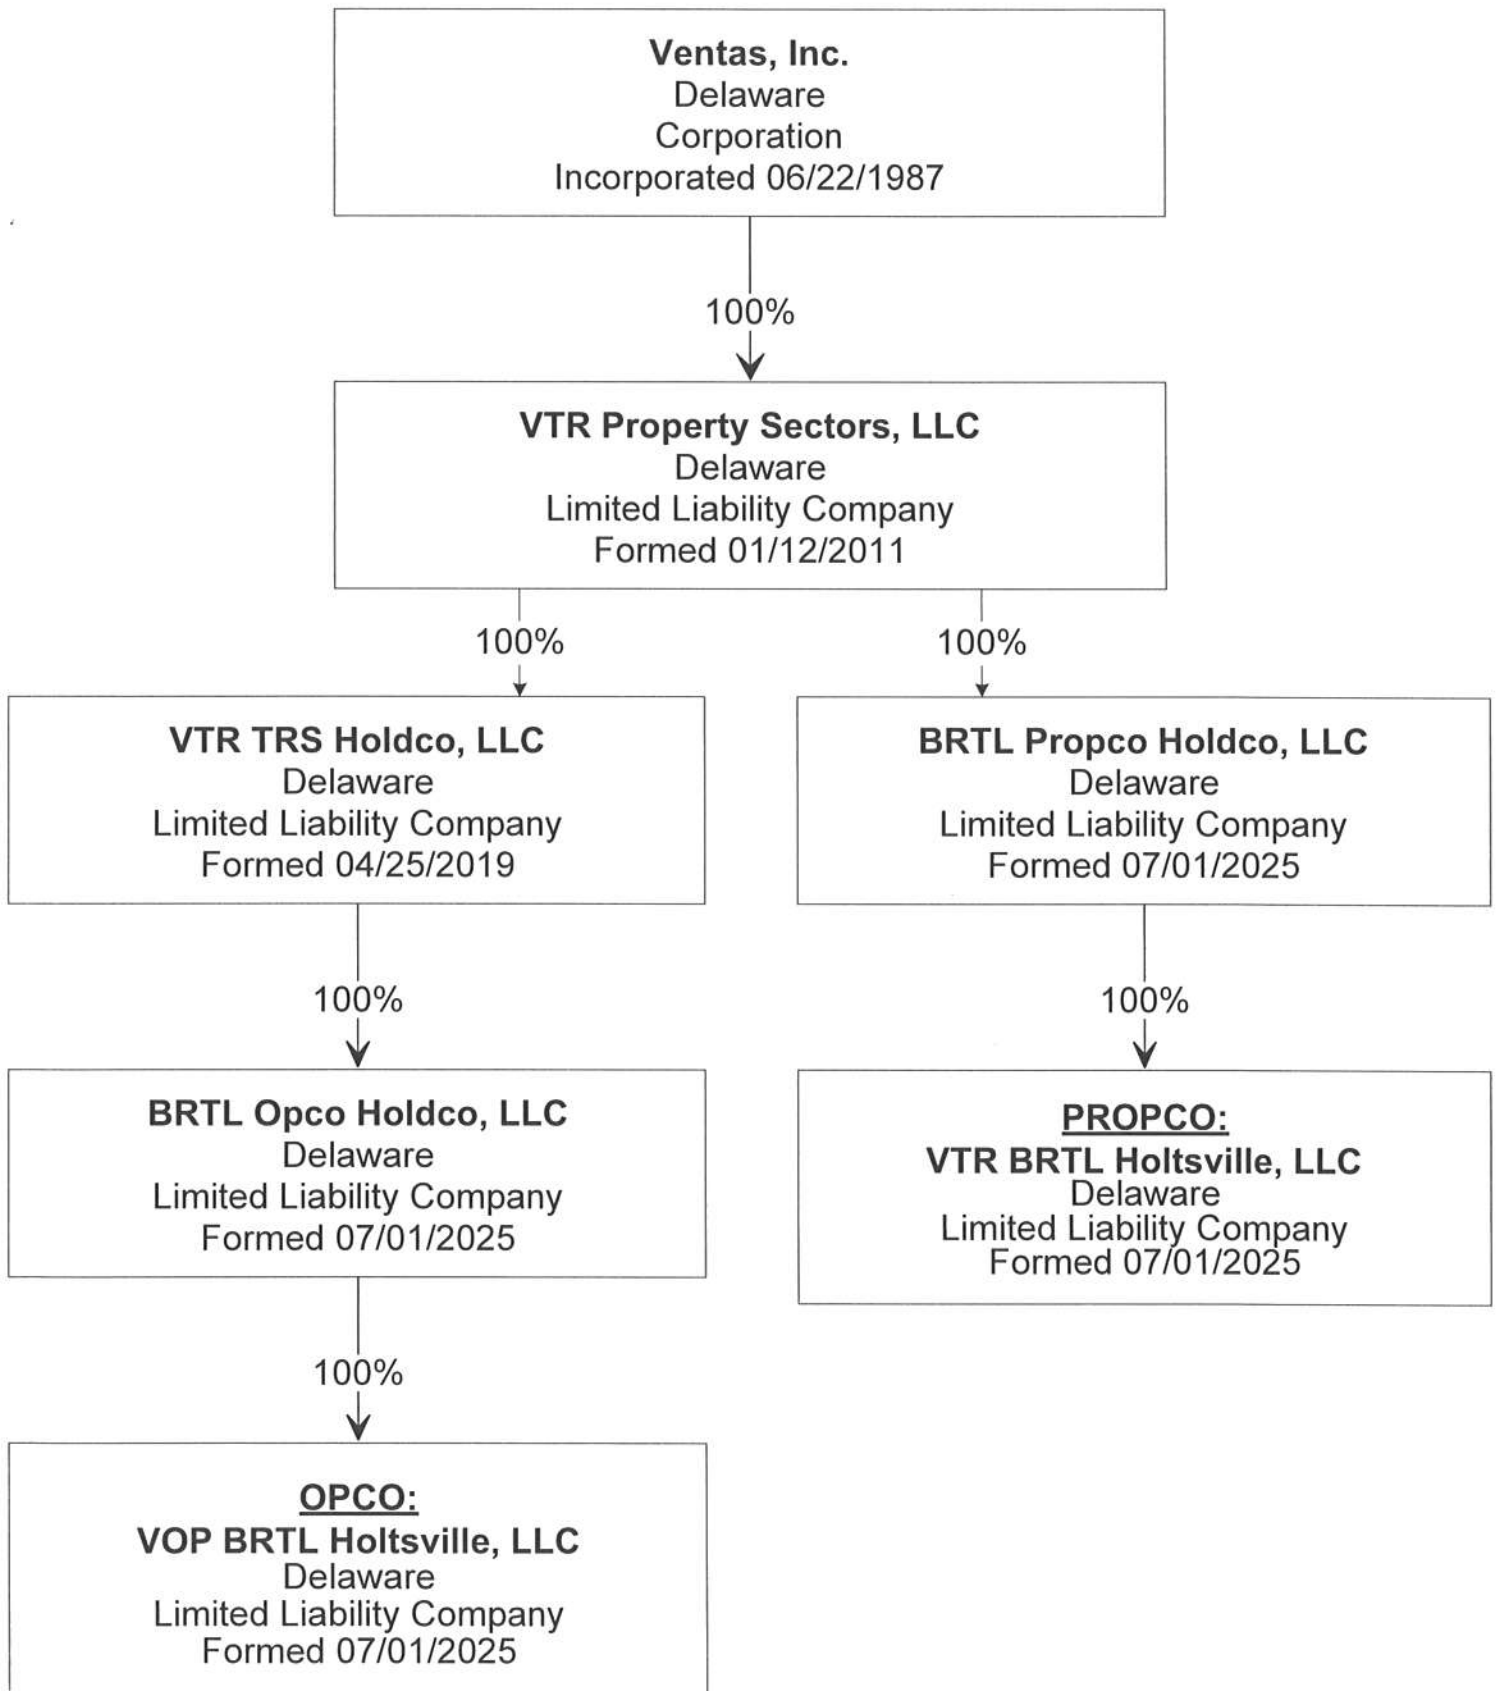 Ventas, Inc.
Delaware
Corporation
Incorporated 06/22/1987
100%
VTR Property Sectors, LLC
Delaware
Limited Liability Company
Formed 01/12/2011
100%
100%
VTR TRS Holdco, LLC
Delaware
Limited Liability Company
Formed 04/25/2019
BRTL Propco Holdco, LLC
Delaware
Limited Liability Company
Formed 07/01/2025
100%
100%
BRTL Opco Holdco, LLC
Delaware
Limited Liability Company
Formed 07/01/2025
PROPCO:
VTR BRTL Holtsville, LLC
Delaware
Limited Liability Company
Formed 07/01/2025
100%
OPCO:
VOP BRTL Holtsville, LLC
Delaware
Limited Liability Company
Formed 07/01/2025